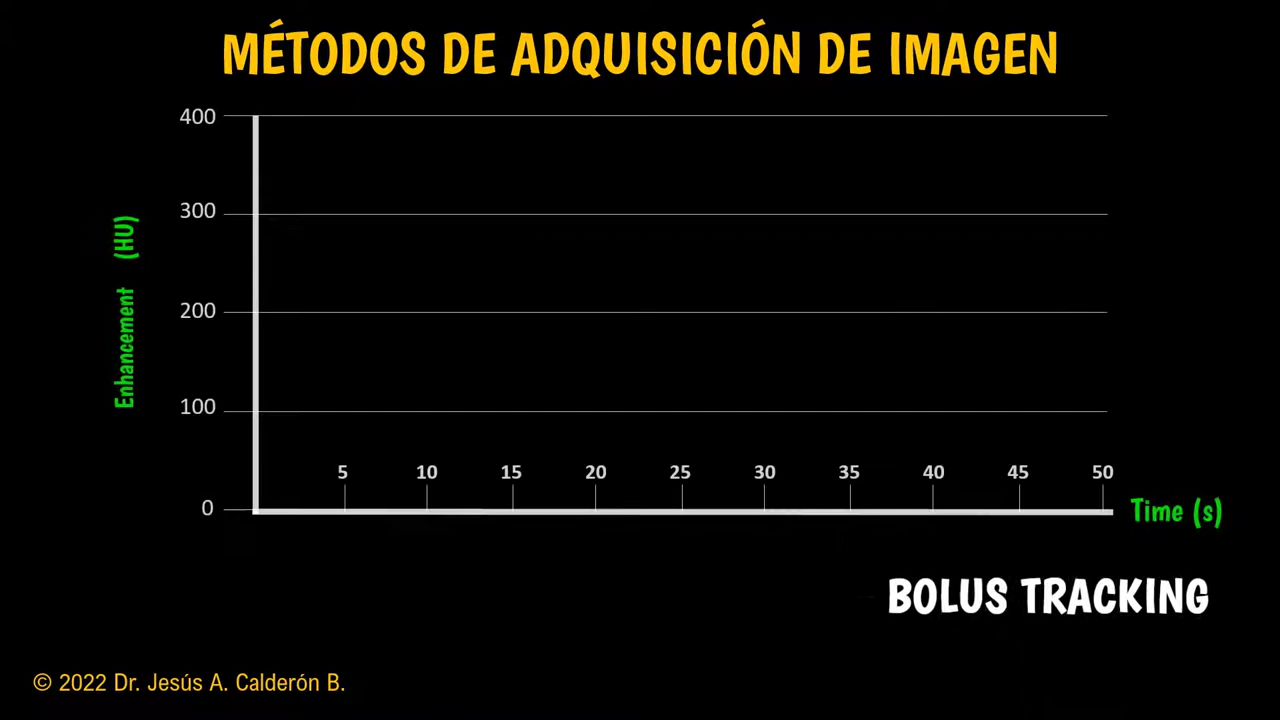 MÉTODOS DE ADQUISICIÓN DE IMAGEN
400
300
200
100
0
Enhancement (HU)
5 10 15 20 25 30 35 40 45 50
Time (s)
BOLUS TRACKING
© 2022 Dr. Jesús A. Calderón B.